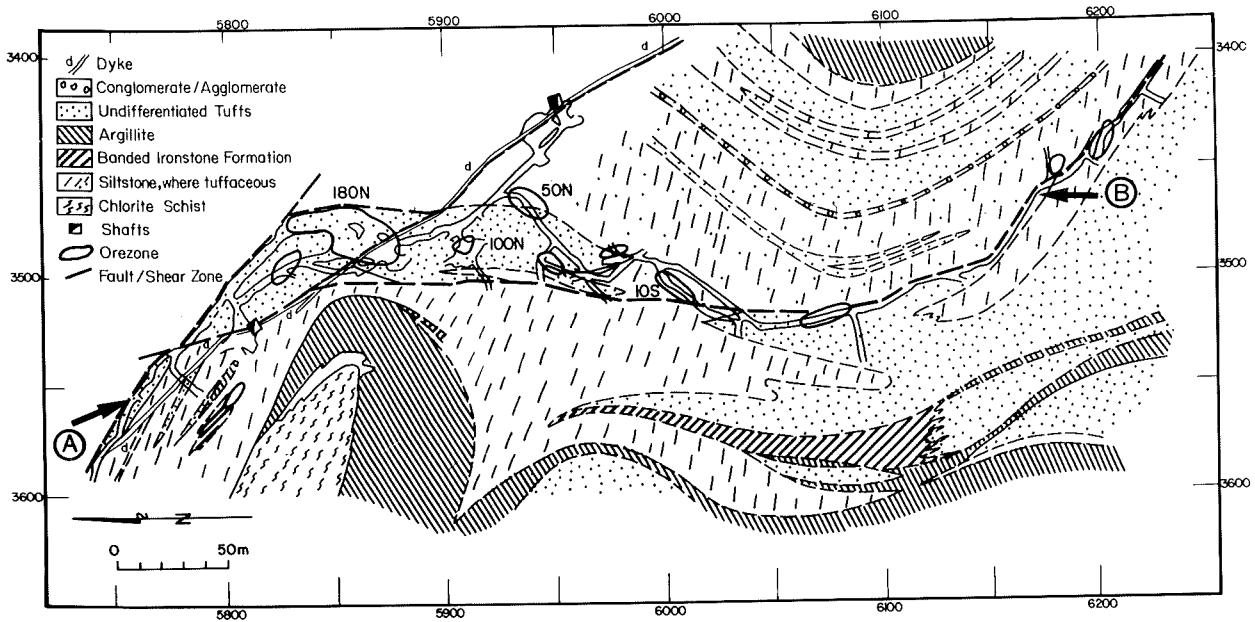 5800 5900 6000 6100 6200
3400 3400
d Dyke
Conglomerate/Agglomerate
Undifferentiated Tuffs
Argillite
Banded Ironstone Formation
Siltstone, where tuffaceous
Chlorite Schist
Shafts
Orezone
Fault/Shear Zone
d
d
d
180N
50N
B
100N
3500 3500
10S
d
d
A
d
3600 3600
N
0 50m
5800 5900 6000 6100 6200